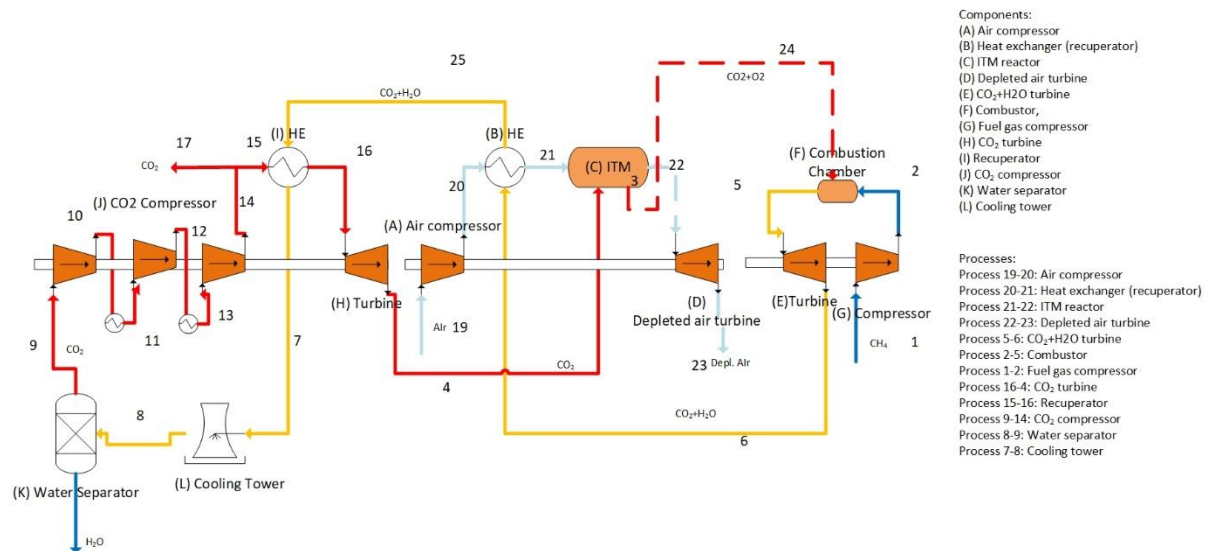 24
25
CO2+O2
CO₂+H₂O
(I) HE
(B) HE
17
15
16
21
22
(F) Combustion
Chamber
2
CO₂
(C) ITM
3
5
20
10
(J) CO2 Compressor
14
12
(A) Air compressor
(H) Turbine
(D)
Depleted air turbine
(E)Turbine
(G) Compressor
13
11
9
CO₂
7
AIr
19
4
CO₂
23
Depl. AIr
CH₄
1
8
CO₂+H₂O
6
(L) Cooling Tower
(K) Water Separator
H₂O
Components:
(A) Air compressor
(B) Heat exchanger (recuperator)
(C) ITM reactor
(D) Depleted air turbine
(E) CO₂+H2O turbine
(F) Combustor,
(G) Fuel gas compressor
(H) CO₂ turbine
(I) Recuperator
(J) CO₂ compressor
(K) Water separator
(L) Cooling tower
Processes:
Process 19-20: Air compressor
Process 20-21: Heat exchanger (recuperator)
Process 21-22: ITM reactor
Process 22-23: Depleted air turbine
Process 5-6: CO₂+H2O turbine
Process 2-5: Combustor
Process 1-2: Fuel gas compressor
Process 16-4: CO₂ turbine
Process 15-16: Recuperator
Process 9-14: CO₂ compressor
Process 8-9: Water separator
Process 7-8: Cooling tower